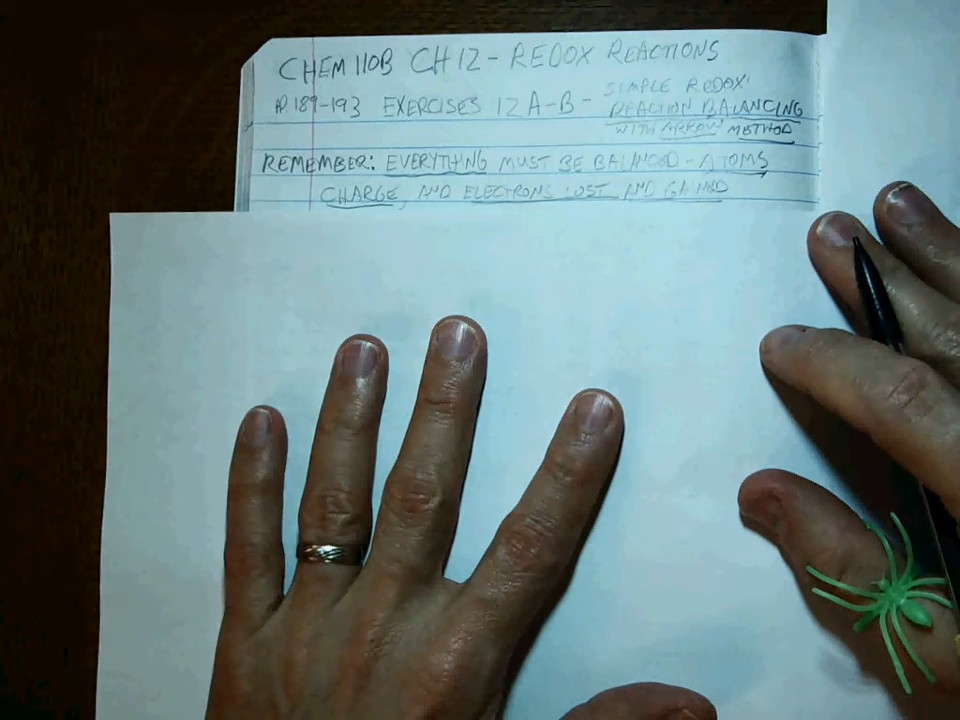 CHEM 110B CH 12 - REDOX REACTIONS
P. 189-193 EXERCISES 12 A-B - SIMPLE REDOX
REACTION BALANCING
WITH "ARROW" METHOD
REMEMBER: EVERYTHING MUST BE BALANCED - ATOMS
CHARGE, AND ELECTRONS LOST AND GAINED